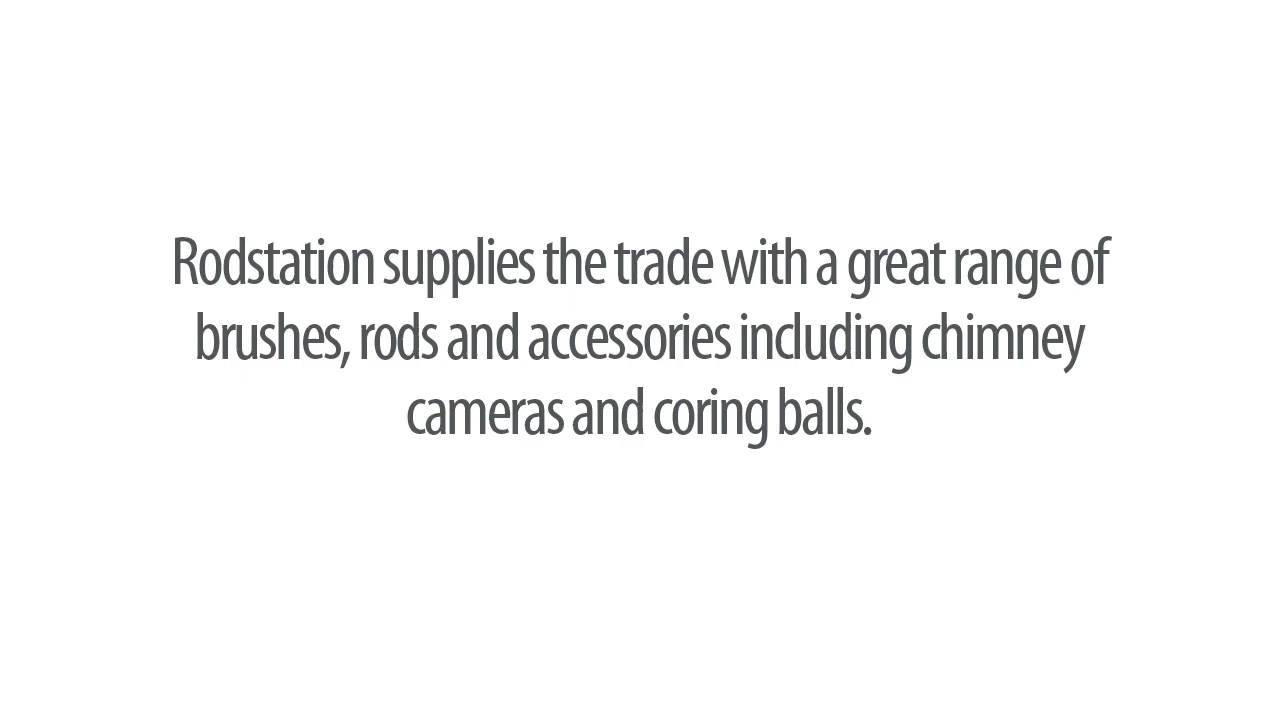 Rodstation supplies the trade with a great range of
brushes, rods and accessories including chimney
cameras and coring balls.